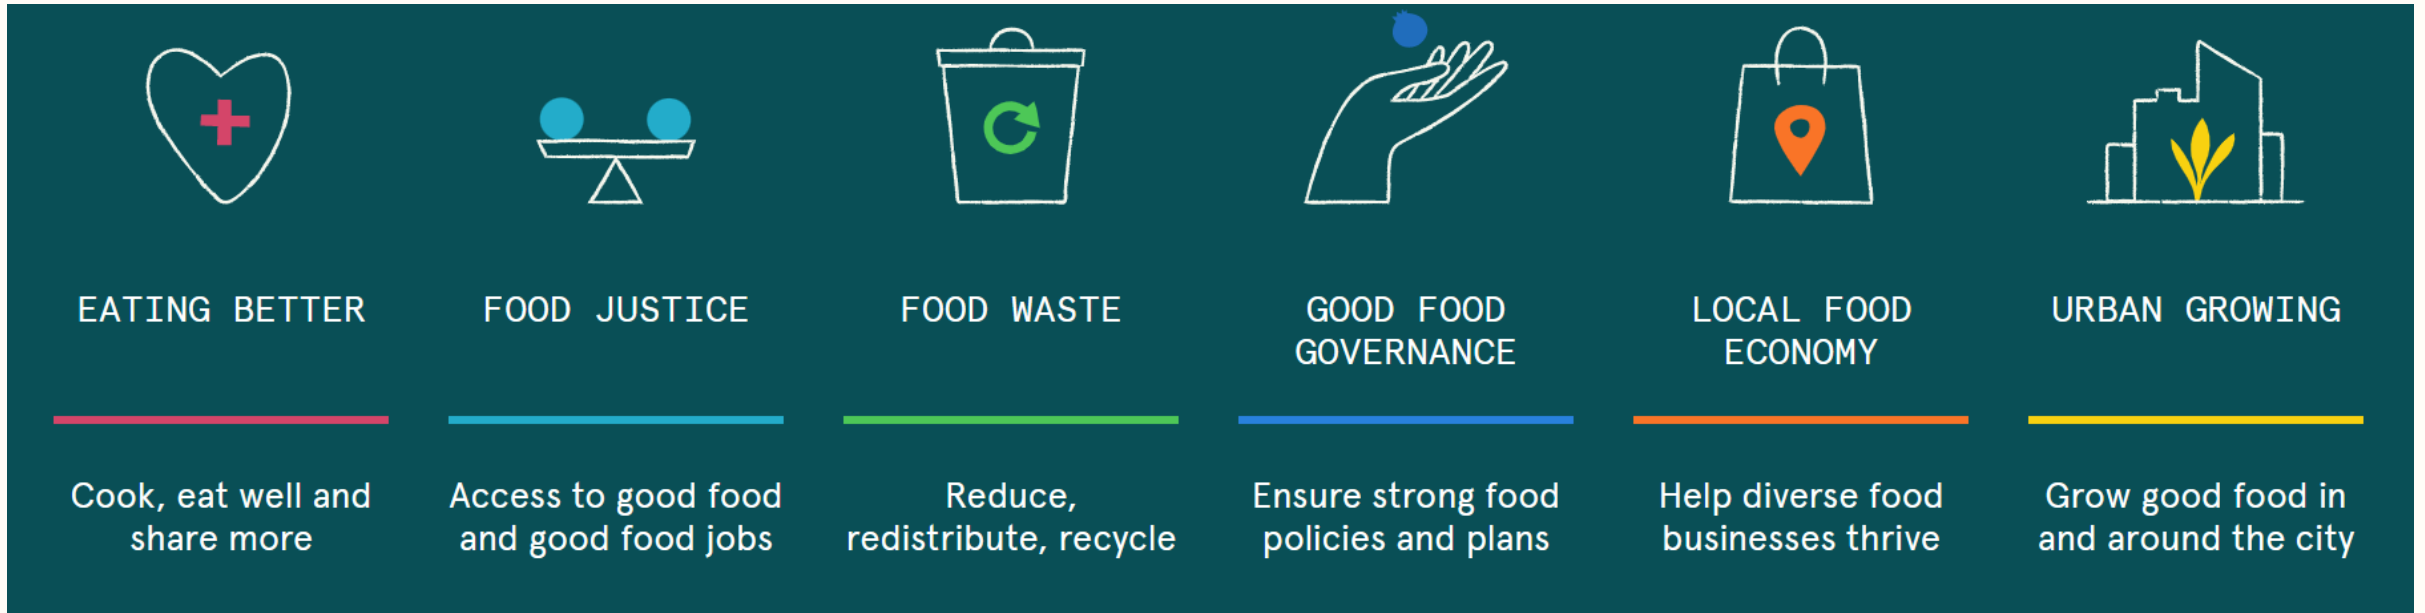 EATING BETTER
Cook, eat well and
share more
FOOD JUSTICE
Access to good food
and good food jobs
FOOD WASTE
Reduce,
redistribute, recycle
GOOD FOOD
GOVERNANCE
Ensure strong food
policies and plans
LOCAL FOOD
ECONOMY
Help diverse food
businesses thrive
URBAN GROWING
Grow good food in
and around the city